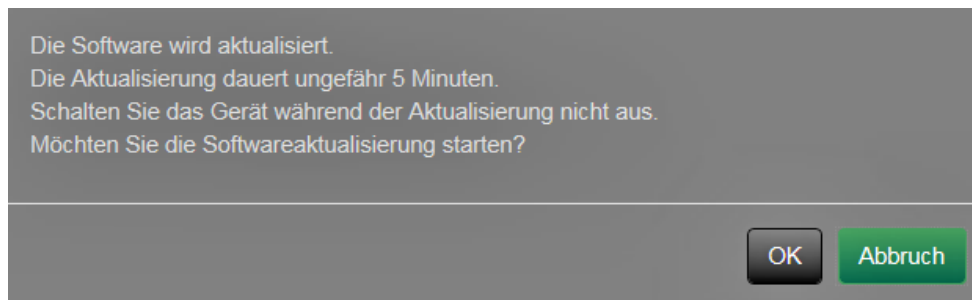 Die Software wird aktualisiert.
Die Aktualisierung dauert ungefähr 5 Minuten.
Schalten Sie das Gerät während der Aktualisierung nicht aus.
Möchten Sie die Softwareaktualisierung starten?
OK Abbruch